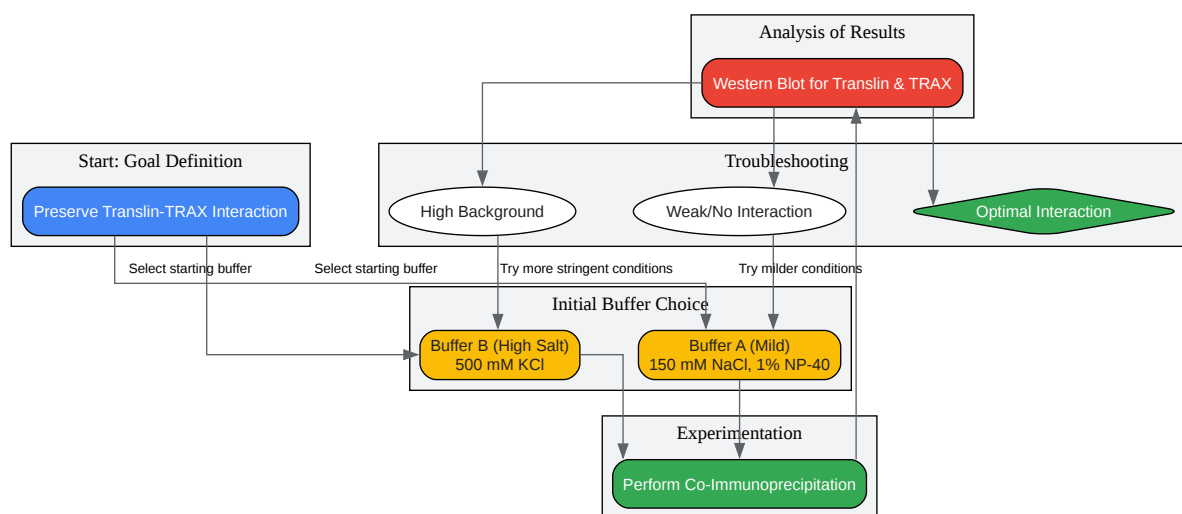 Analysis of Results
Western Blot for Translin & TRAX
Start: Goal Definition
Preserve Translin-TRAX Interaction
Troubleshooting
High Background
Weak/No Interaction
Optimal Interaction
Select starting buffer
Select starting buffer
Try more stringent conditions
Try milder conditions
Initial Buffer Choice
Buffer B (High Salt)
500 mM KCl
Buffer A (Mild)
150 mM NaCl, 1% NP-40
Experimentation
Perform Co-Immunoprecipitation